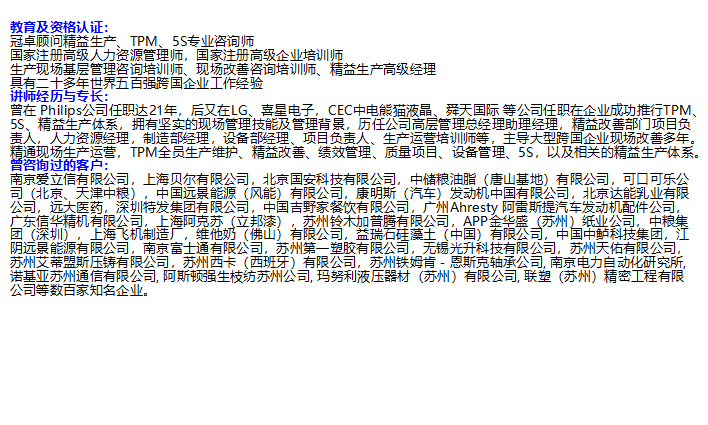 教育及资格认证：
冠卓顾问精益生产、TPM、5S专业咨询师
国家注册高级人力资源管理师，国家注册高级企业培训师
生产现场基层管理咨询培训师、现场改善咨询培训师、精益生产高级经理
具有二十多年世界五百强跨国企业工作经验
讲师经历与专长：
曾在 Philips公司任职达21年，后又在LG、喜星电子，CEC中电熊猫液晶、舜天国际 等公司任职在企业成功推行TPM、
5S、精益生产体系，拥有坚实的现场管理技能及管理背景，历任公司高层管理总经理助理经理，精益改善部门项目负
责人，人力资源经理，制造部经理，设备部经理、项目负责人、生产运营培训师等，主导大型跨国企业现场改善多年。
精通现场生产运营，TPM全员生产维护、精益改善、绩效管理、质量项目、设备管理、5S，以及相关的精益生产体系。
曾咨询过的客户：
南京爱立信有限公司，上海贝尔有限公司，北京国安科技有限公司，中储粮油脂（唐山基地）有限公司，可口可乐公
司（北京、天津中粮），中国远景能源（风能）有限公司，康明斯（汽车）发动机中国有限公司，北京达能乳业有限
公司，远大医药，深圳特发集团有限公司，中国吉野家餐饮有限公司，广州Ahresty 阿雷斯提汽车发动机配件公司，
广东恒华精机有限公司，上海阿克苏（立邦漆），苏州铃木加普腾有限公司，APP金华盛（苏州）纸业公司，中粮集
团（深圳），上海飞机制造厂，维他奶（佛山）有限公司，益瑞石硅藻土（中国）有限公司，中国中鲈科技集团，江
阴远景能源有限公司，南京富士通有限公司，苏州第一塑胶有限公司，无锡光升科技有限公司，苏州天佑有限公司，
苏州艾蒂盟斯压铸有限公司，苏州西卡（西班牙）有限公司，苏州铁姆肯－恩斯克轴承公司, 南京电力自动化研究所,
诺基亚苏州通信有限公司, 阿斯顿强生枝纺苏州公司, 玛努利液压器材（苏州）有限公司, 联塑（苏州）精密工程有限
公司等数百家知名企业。